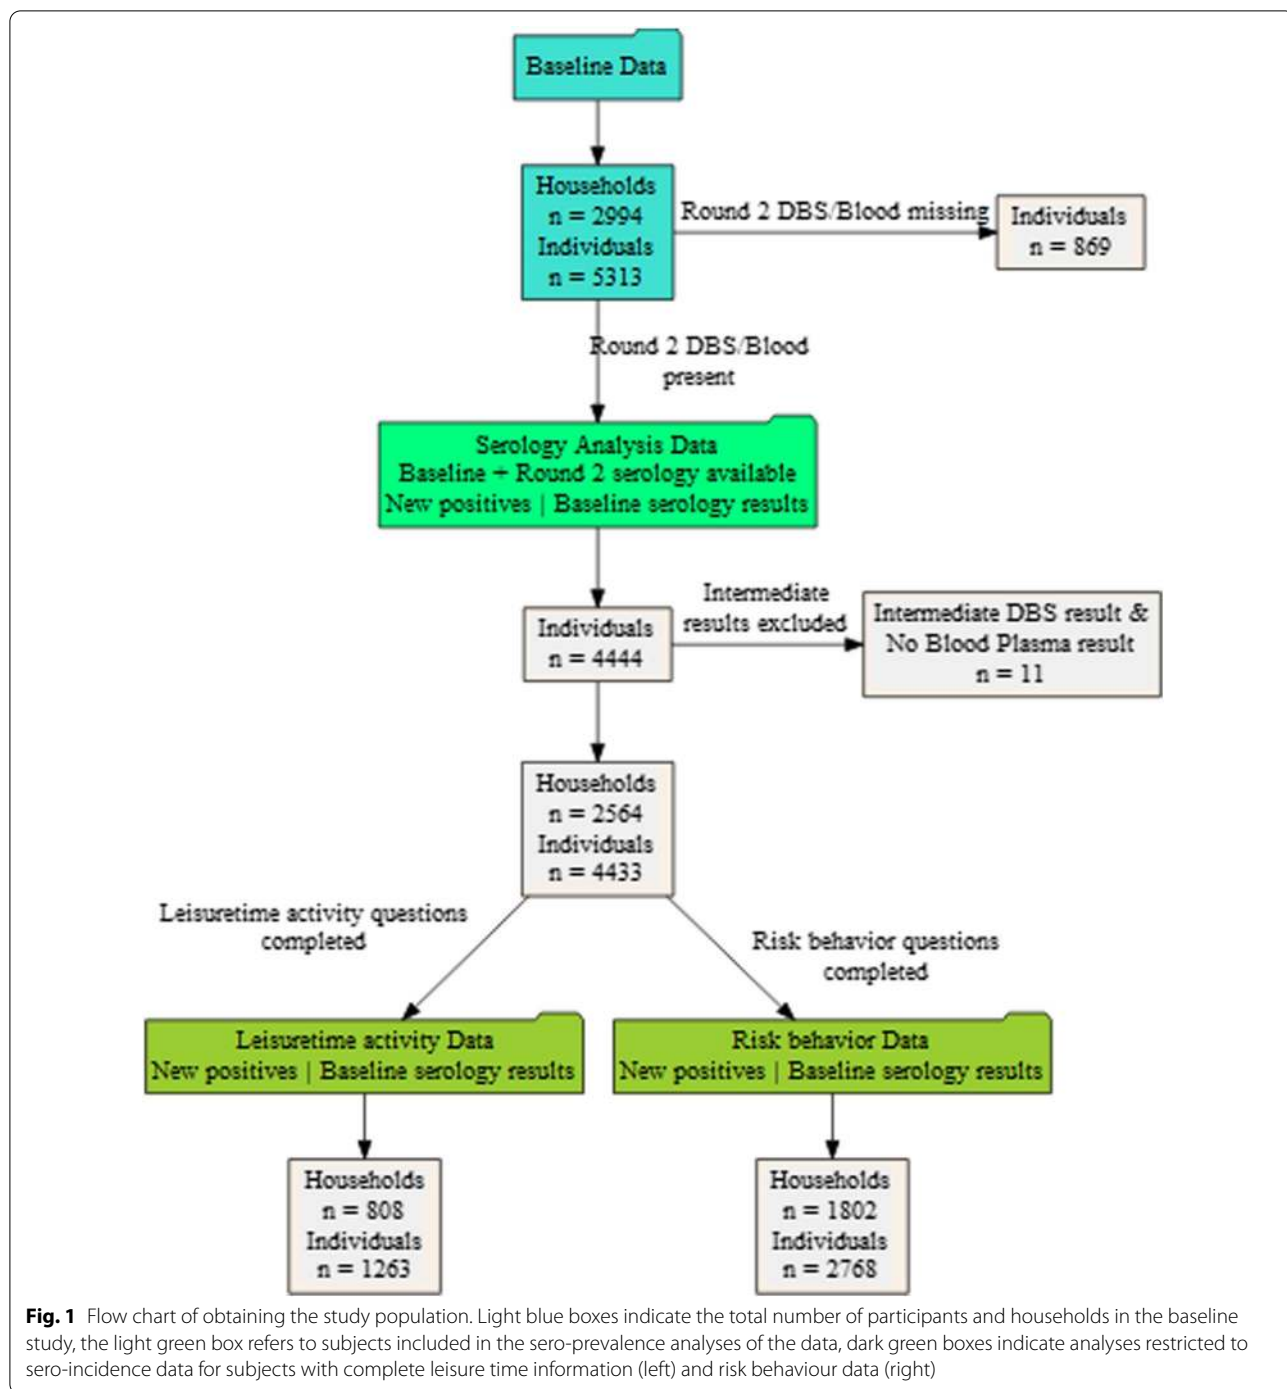 Baseline Data
Households
n = 2994
Individuals
n = 5313
Round 2 DBS/Blood missing
Individuals
n = 869
Round 2 DBS/Blood
present
Serology Analysis Data
Baseline + Round 2 serology available
New positives | Baseline serology results
Individuals
n = 4444
Intermediate
results excluded
Intermediate DBS result &
No Blood Plasma result
n = 11
Households
n = 2564
Individuals
n = 4433
Leisuretime activity questions
completed
Risk behavior questions
completed
Leisuretime activity Data
New positives | Baseline serology results
Risk behavior Data
New positives | Baseline serology results
Households
n = 808
Individuals
n = 1263
Households
n = 1802
Individuals
n = 2768
Fig. 1 Flow chart of obtaining the study population. Light blue boxes indicate the total number of participants and households in the baseline
study, the light green box refers to subjects included in the sero-prevalence analyses of the data, dark green boxes indicate analyses restricted to
sero-incidence data for subjects with complete leisure time information (left) and risk behaviour data (right)